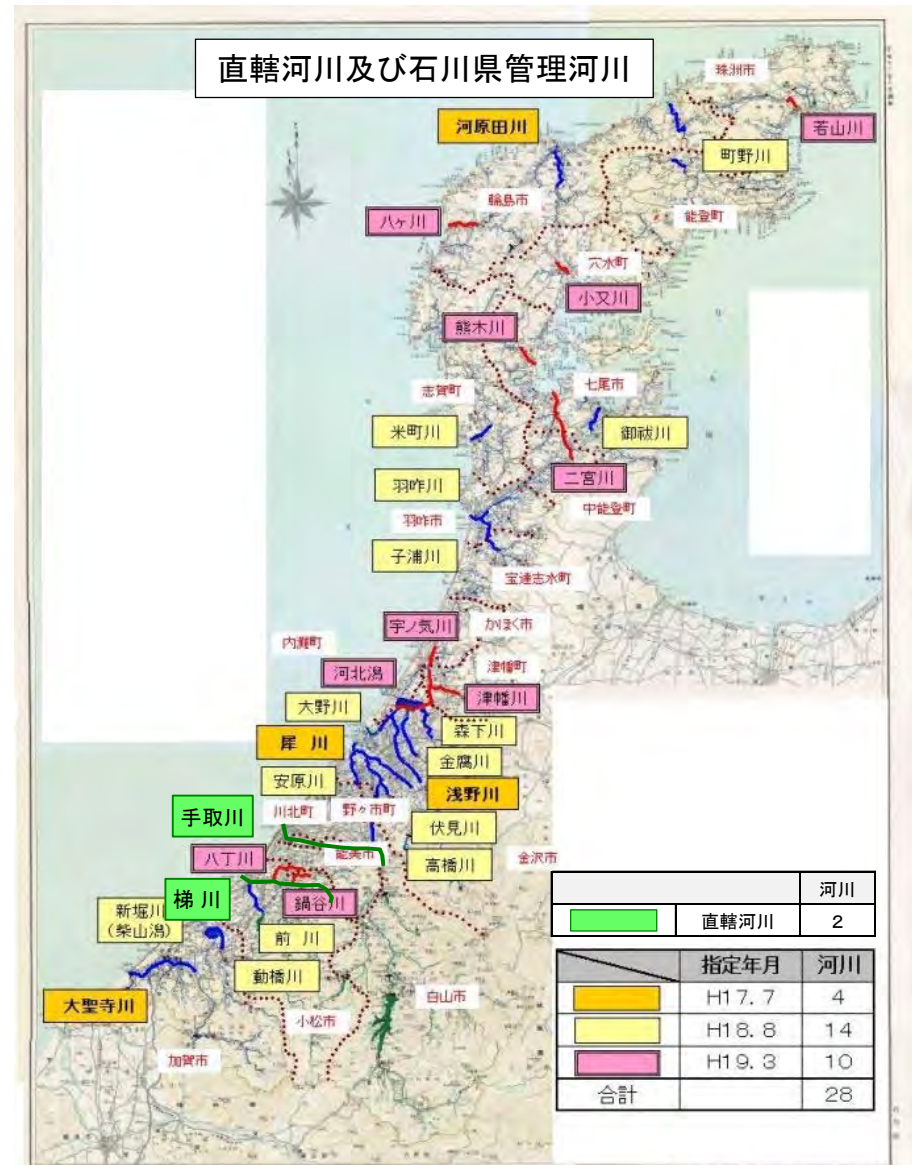 直轄河川及び石川県管理河川
珠洲市
河原田川
若山川
町野川
輪島市
能登町
八ヶ川
穴水町
小又川
熊木川
志賀町
七尾市
米町川
御祓川
羽咋川
二宮川
中能登町
羽咋市
子浦川
宝達志水町
宇ノ気川
かほく市
内灘町
河北潟
津幡町
津幡川
大野川
森下川
犀 川
金腐川
安原川
浅野川
手取川
川北町
野々市町
伏見川
八丁川
能美市
高橋川
金沢市
梯 川
鍋谷川
新堀川
(柴山潟)
前 川
動橋川
大聖寺川
小松市
白山市
加賀市
河川
直轄河川 2
指定年月 河川
H17.7 4
H18.8 14
H19.3 10
合計 28